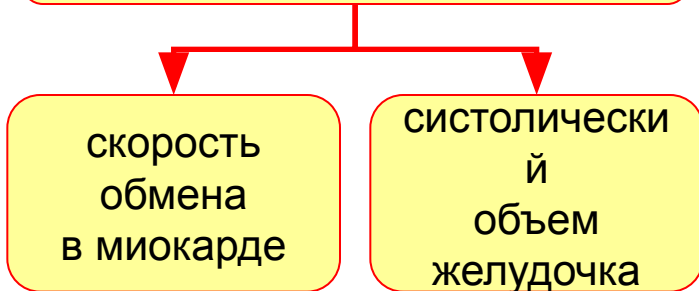 скорость
обмена
в миокарде
систолически
й
объем
желудочка